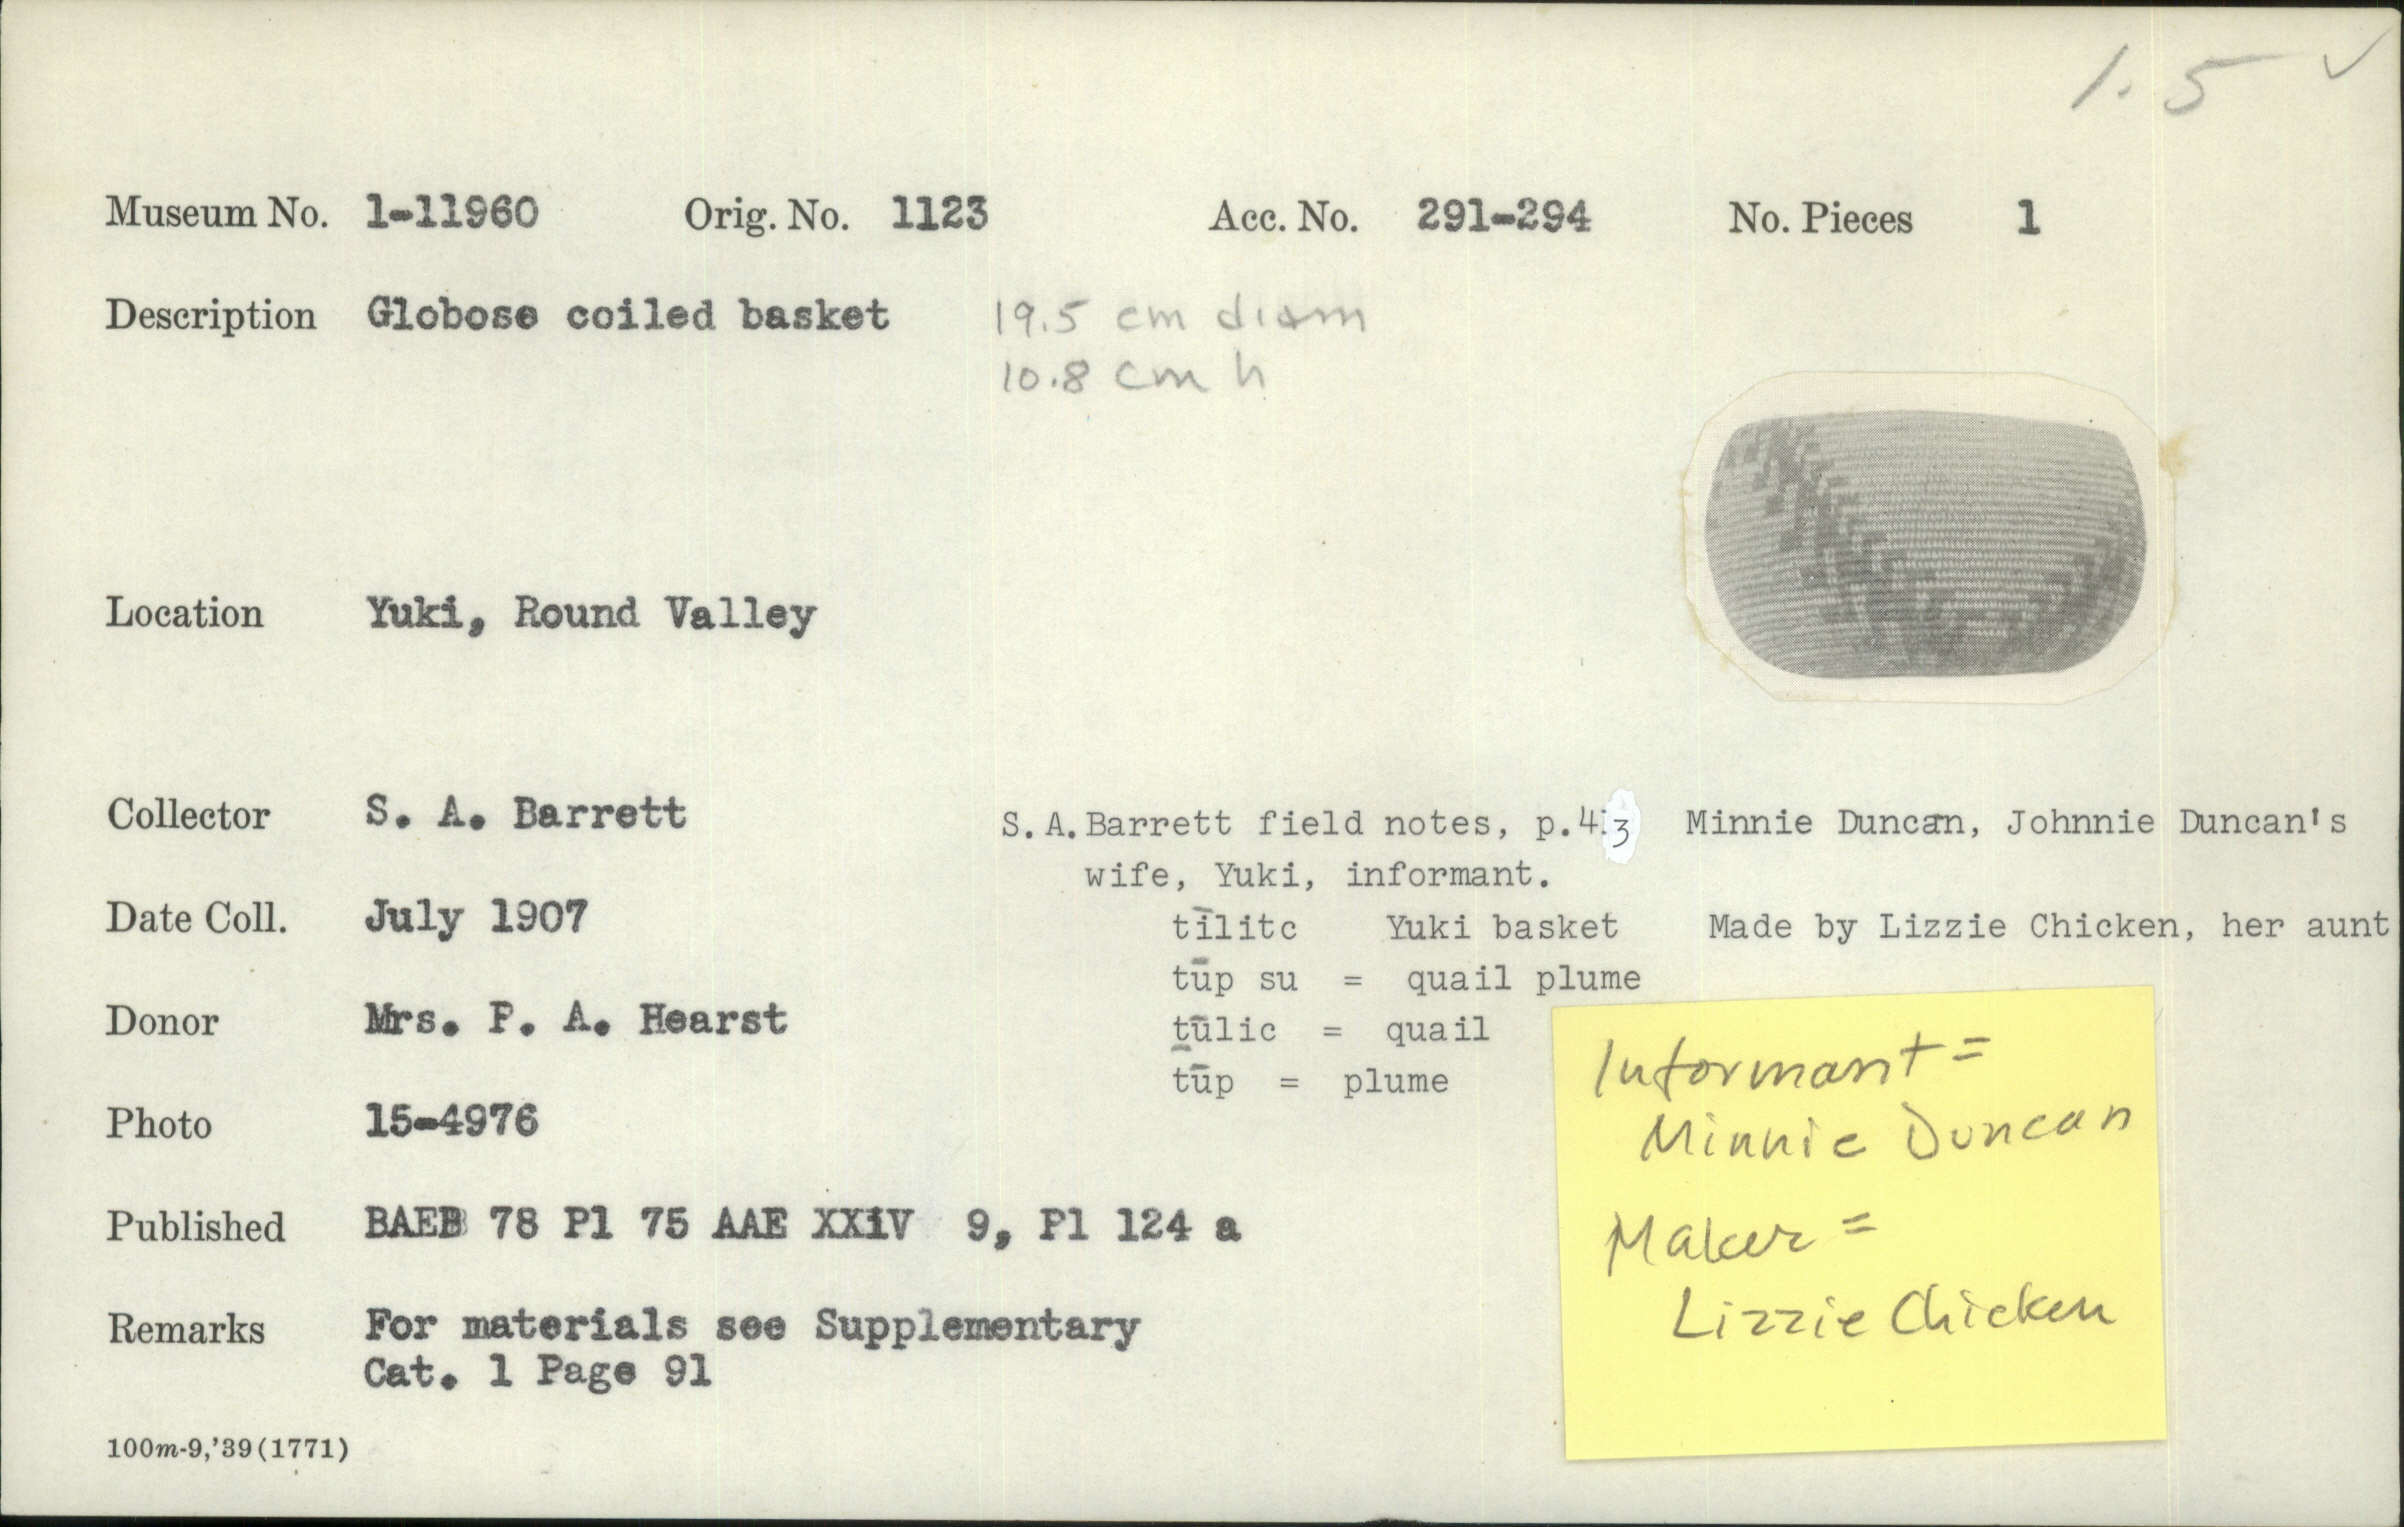 1.5 ✓
Museum No. 1-11960 Orig. No. 1123 Acc. No. 291-294 No. Pieces 1
Description Globose coiled basket 19.5 cm diam
10.8 cm h
Location Yuki, Round Valley
Collector S. A. Barrett
S. A. Barrett field notes, p.43 Minnie Duncan, Johnnie Duncan's
wife, Yuki, informant.
Date Coll. July 1907
tīlitc Yuki basket Made by Lizzie Chicken, her aunt
tūp su = quail plume
Donor Mrs. P. A. Hearst
t̲ūlic = quail
tūp = plume
Photo 15-4976
Published BAEB 78 Pl 75 AAE XXiV 9, Pl 124 a
Remarks For materials see Supplementary
Cat. 1 Page 91
100m-9,'39(1771)
Informant =
Minnie Duncan
Maker =
Lizzie Chicken